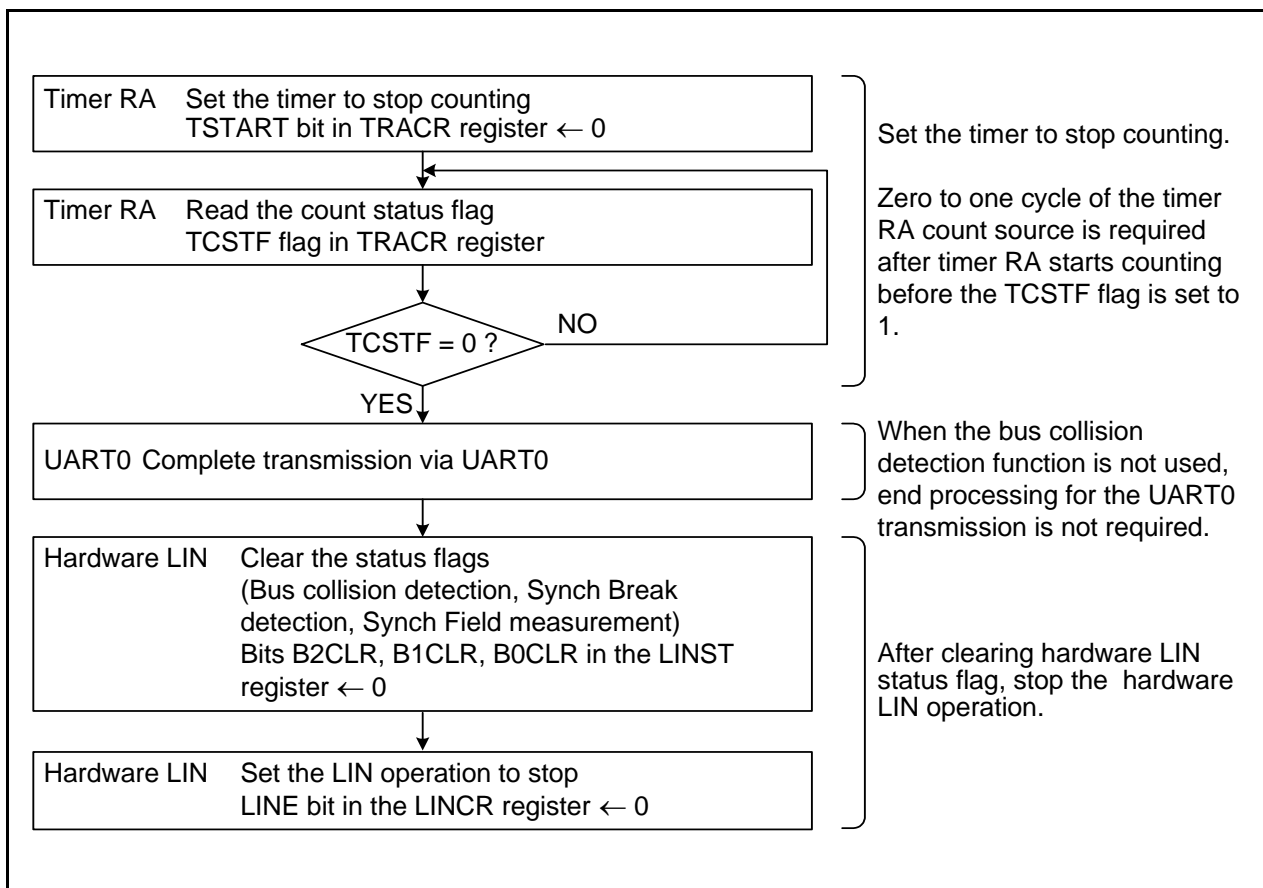 Timer RA Set the timer to stop counting
TSTART bit in TRACR register ← 0
Timer RA Read the count status flag
TCSTF flag in TRACR register
TCSTF = 0 ?
NO
YES
UART0 Complete transmission via UART0
Hardware LIN Clear the status flags
(Bus collision detection, Synch Break
detection, Synch Field measurement)
Bits B2CLR, B1CLR, B0CLR in the LINST
register ← 0
Hardware LIN Set the LIN operation to stop
LINE bit in the LINCR register ← 0
Set the timer to stop counting.
Zero to one cycle of the timer
RA count source is required
after timer RA starts counting
before the TCSTF flag is set to
1.
When the bus collision
detection function is not used,
end processing for the UART0
transmission is not required.
After clearing hardware LIN
status flag, stop the hardware
LIN operation.